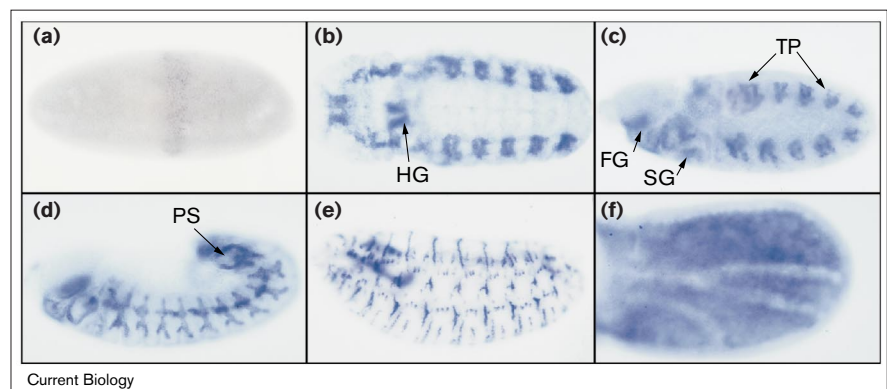 (a)
(b)
HG
(c)
TP
FG
SG
(d)
PS
(e)
(f)
Current Biology